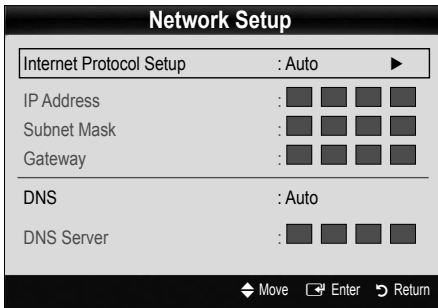 Network Setup
Internet Protocol Setup : Auto ►
IP Address :
Subnet Mask :
Gateway :
DNS : Auto
DNS Server :
Move Enter Return